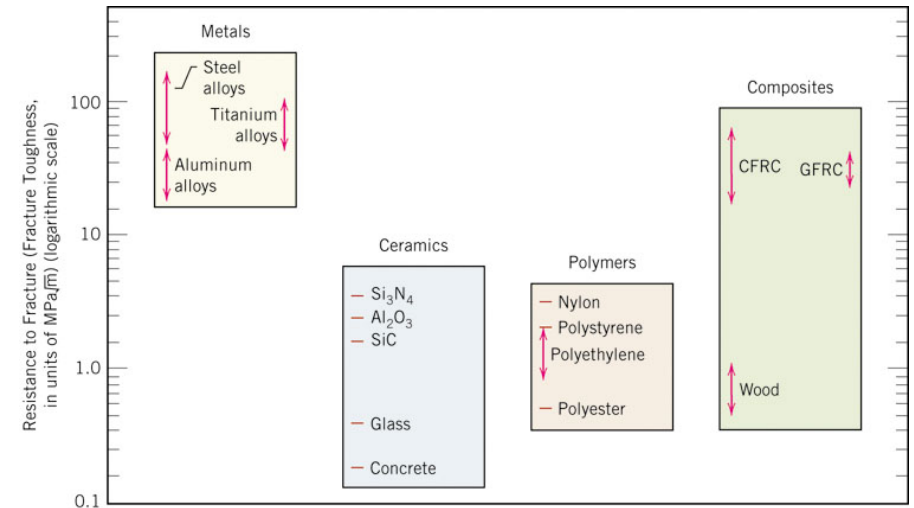 Resistance to Fracture (Fracture Toughness,
in units of MPa√m) (logarithmic scale)
100
10
1.0
0.1
Metals
Steel
alloys
Titanium
alloys
Aluminum
alloys
Ceramics
Si₃N₄
Al₂O₃
SiC
Glass
Concrete
Polymers
Nylon
Polystyrene
Polyethylene
Polyester
Composites
CFRC
GFRC
Wood